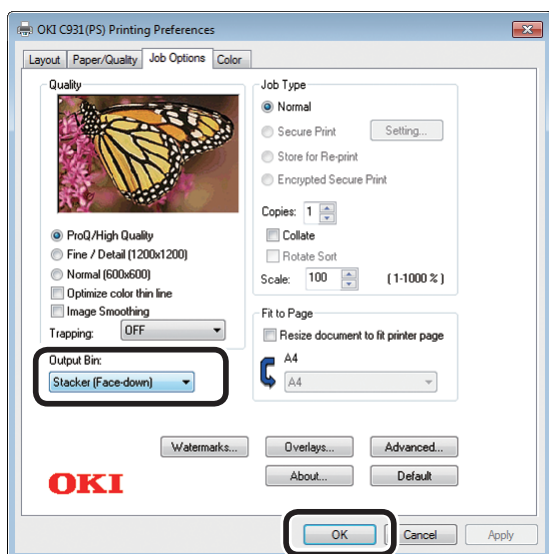 OKI C931(PS) Printing Preferences
Layout Paper/Quality Job Options Color
Quality
ProQ/High Quality
Fine / Detail (1200x1200)
Normal (600x600)
Optimize color thin line
Image Smoothing
Trapping: OFF
Output Bin:
Stacker (Face-down)
Job Type
Normal
Secure Print Setting...
Store for Re-print
Encrypted Secure Print
Copies: 1
Collate
Rotate Sort
Scale: 100 (1-1000 %)
Fit to Page
Resize document to fit printer page
A4
A4
Watermarks... Overlays... Advanced...
OKI About... Default
OK Cancel Apply